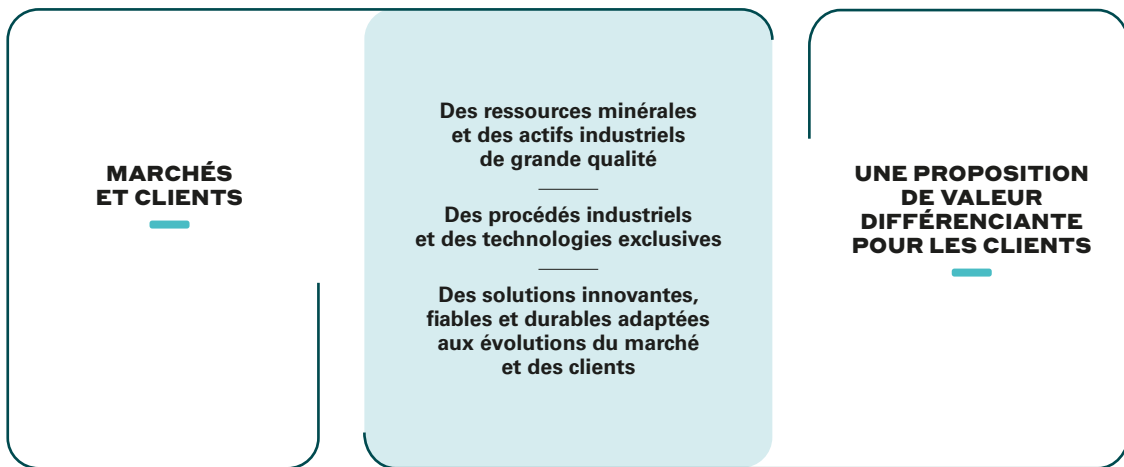 MARCHÉS
ET CLIENTS
Des ressources minérales
et des actifs industriels
de grande qualité
Des procédés industriels
et des technologies exclusives
Des solutions innovantes,
fiables et durables adaptées
aux évolutions du marché
et des clients
UNE PROPOSITION
DE VALEUR
DIFFÉRENCIANTE
POUR LES CLIENTS